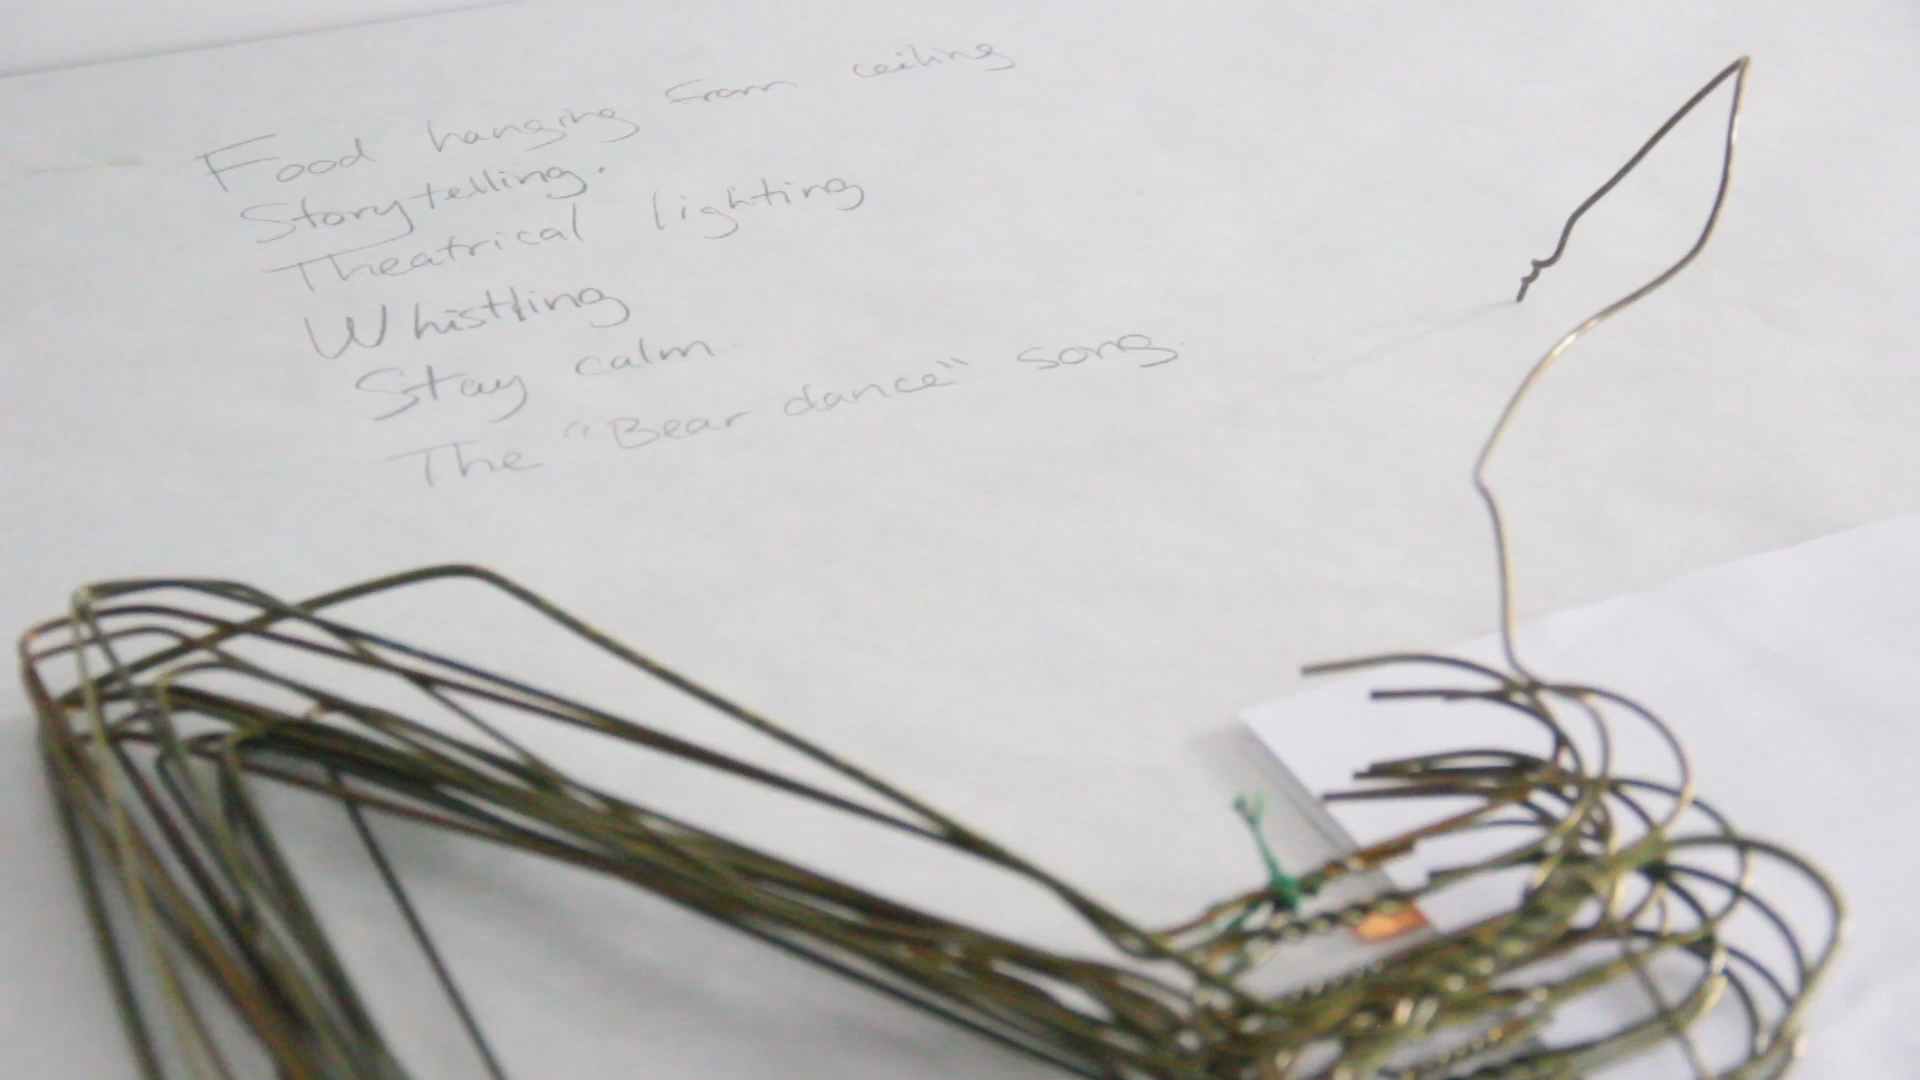 Food hanging from ceiling
Storytelling.
Theatrical lighting
Whistling
Stay calm
The "Bear dance" song.